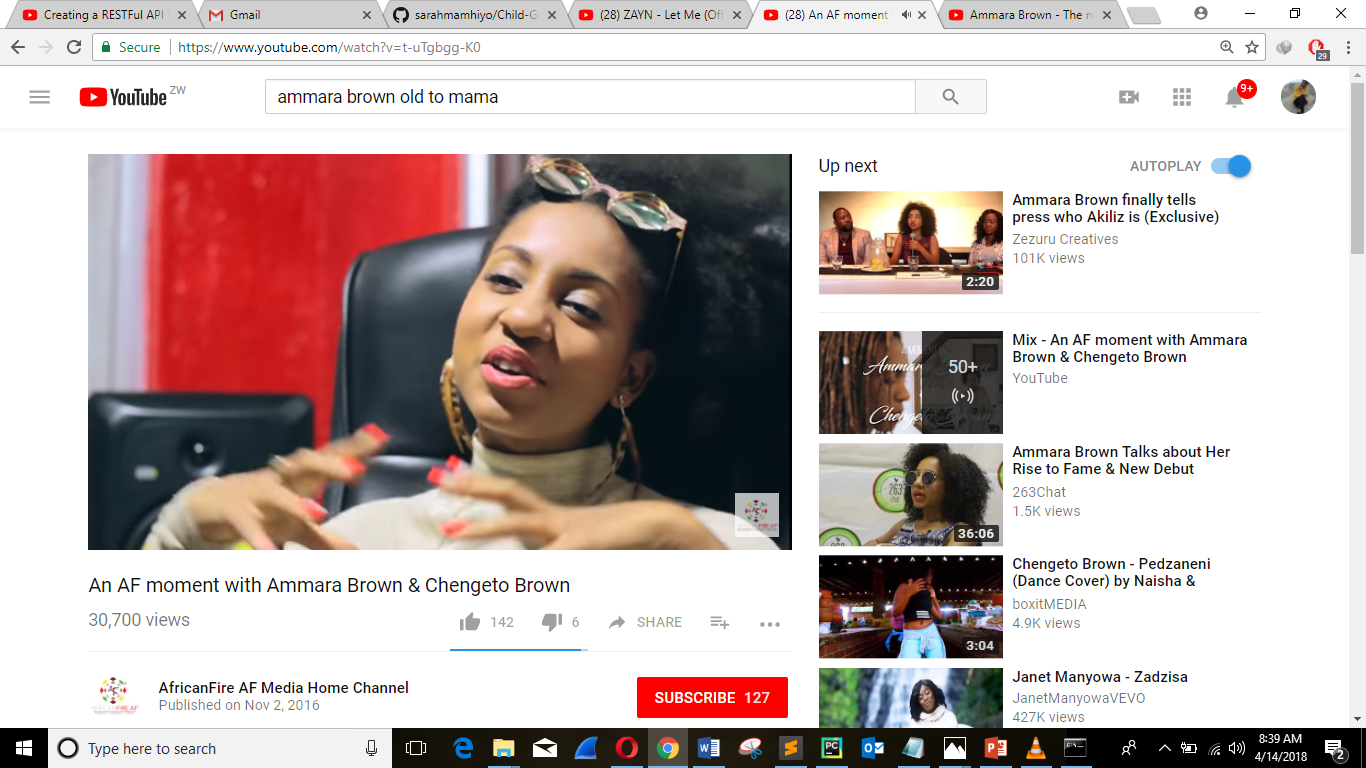 Creating a RESTFul API
Gmail
sarahmamhiyo/Child-G
(28) ZAYN - Let Me (Off
(28) An AF moment
Ammara Brown - The n
Secure
https://www.youtube.com/watch?v=t-uTgbgg-K0
29
YouTube ZW
ammara brown old to mama
9+
Up next
AUTOPLAY
Ammara Brown finally tells
press who Akiliz is (Exclusive)
Zezuru Creatives
101K views
2:20
50+
Mix - An AF moment with Ammara
Brown & Chengeto Brown
YouTube
263
36:06
Ammara Brown Talks about Her
Rise to Fame & New Debut
263Chat
1.5K views
3:04
Chengeto Brown - Pedzaneni
(Dance Cover) by Naisha &
boxitMEDIA
4.9K views
Janet Manyowa - Zadzisa
JanetManyowaVEVO
427K views
An AF moment with Ammara Brown & Chengeto Brown
30,700 views
142
6
SHARE
AfricanFire AF Media Home Channel
Published on Nov 2, 2016
SUBSCRIBE 127
Type here to search
8:39 AM
4/14/2018
2